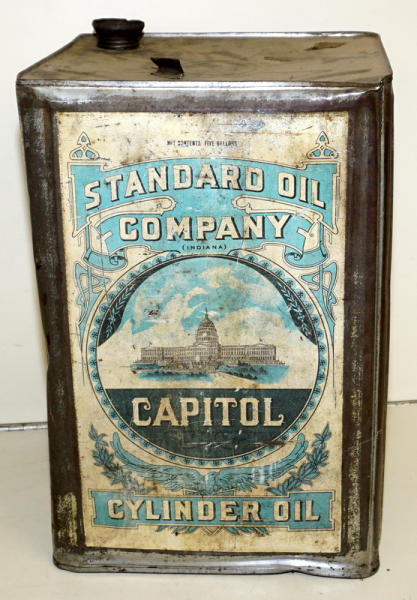 NET CONTENTS FIVE GALLONS
STANDARD OIL
COMPANY
(INDIANA)
CAPITOL
CYLINDER OIL